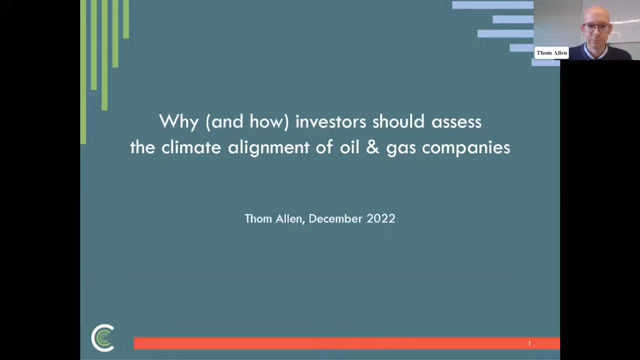 Thom Allen
Why (and how) investors should assess
the climate alignment of oil & gas companies
Thom Allen, December 2022
1